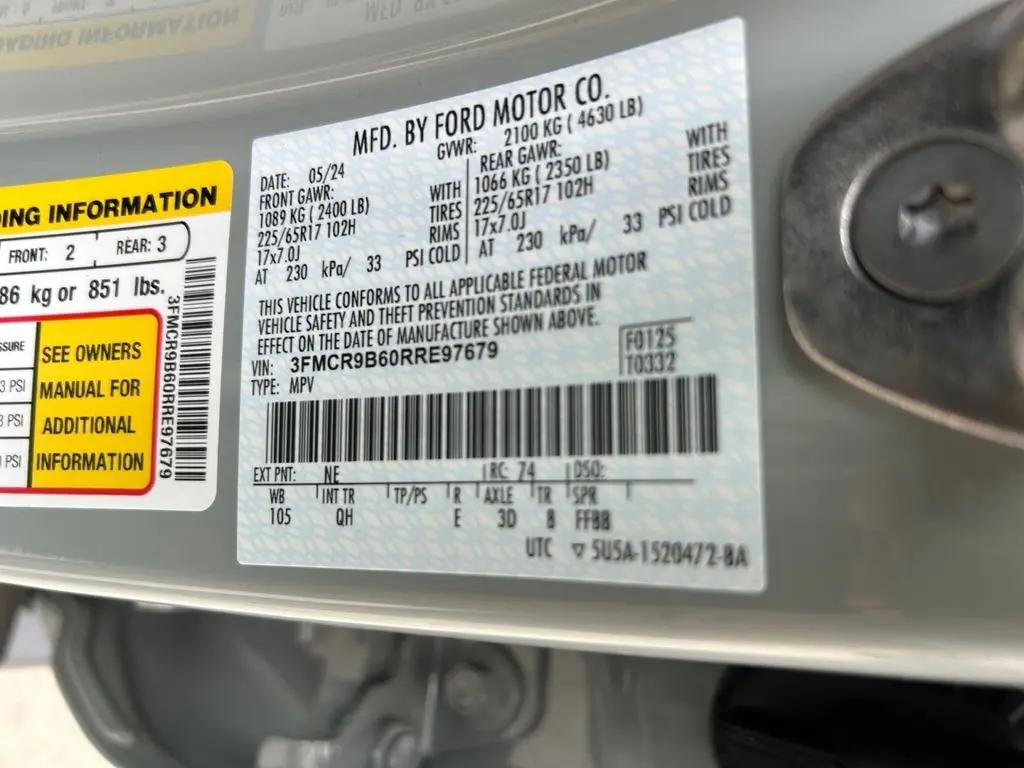 DING INFORMATION
FRONT: 2 REAR: 3
86 kg or 851 lbs.
SSURE
3 PSI
3 PSI
PSI
SEE OWNERS
MANUAL FOR
ADDITIONAL
INFORMATION
3FMCR9B60RRE97679
MFD. BY FORD MOTOR CO.
DATE: 05/24 GVWR: 2100 KG ( 4630 LB)
FRONT GAWR: REAR GAWR:
1089 KG ( 2400 LB) WITH 1066 KG ( 2350 LB) WITH
225/65R17 102H TIRES 225/65R17 102H TIRES
17x7.0J RIMS 17x7.0J RIMS
AT 230 kPa/ 33 PSI COLD AT 230 kPa/ 33 PSI COLD
THIS VEHICLE CONFORMS TO ALL APPLICABLE FEDERAL MOTOR
VEHICLE SAFETY AND THEFT PREVENTION STANDARDS IN
EFFECT ON THE DATE OF MANUFACTURE SHOWN ABOVE.
VIN: 3FMCR9B60RRE97679
TYPE: MPV
F0125
T0332
EXT PNT: NE RC: 74 DSO:
WB INT TR TP/PS R AXLE TR SPR
105 QH E 3D 8 FFBB
UTC ▽ 5U5A-1520472-BA